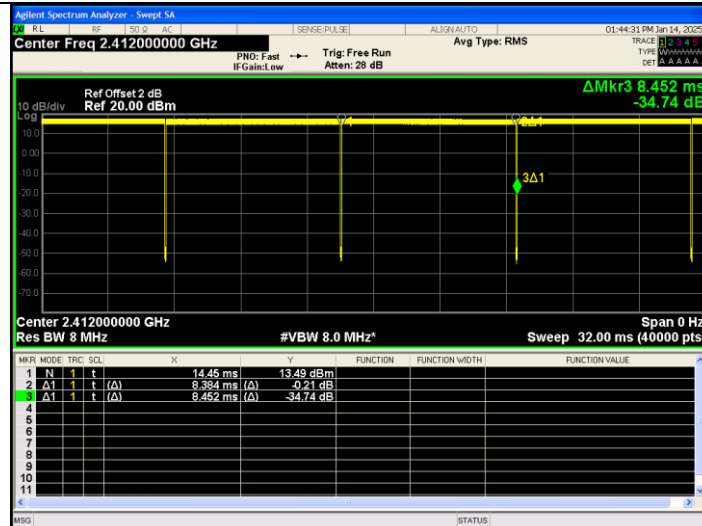 Agilent Spectrum Analyzer - Swept SA
RL RF 50 Ω AC SENSE:PULSE ALIGN AUTO 01:44:31 PM Jan 14, 2025
Center Freq 2.412000000 GHz Avg Type: RMS TRACE 1 2 3 4 5
PNO: Fast Trig: Free Run TYPE
IFGain:Low Atten: 28 dB DET A A A A A
ΔMkr3 8.452 ms
Ref Offset 2 dB
10 dB/div Ref 20.00 dBm -34.74 dB
Log
10.0
0.00
-10.0
-20.0
-30.0
-40.0
-50.0
-60.0
-70.0
1
2Δ1
3Δ1
Center 2.412000000 GHz Span 0 Hz
Res BW 8 MHz #VBW 8.0 MHz* Sweep 32.00 ms (40000 pts
MKR MODE TRC SCL X Y FUNCTION FUNCTION WIDTH FUNCTION VALUE
1 N 1 t 14.45 ms 13.49 dBm
2 Δ1 1 t (Δ) 8.384 ms (Δ) -0.21 dB
3 Δ1 1 t (Δ) 8.452 ms (Δ) -34.74 dB
4
5
6
7
8
9
10
11
MSG STATUS